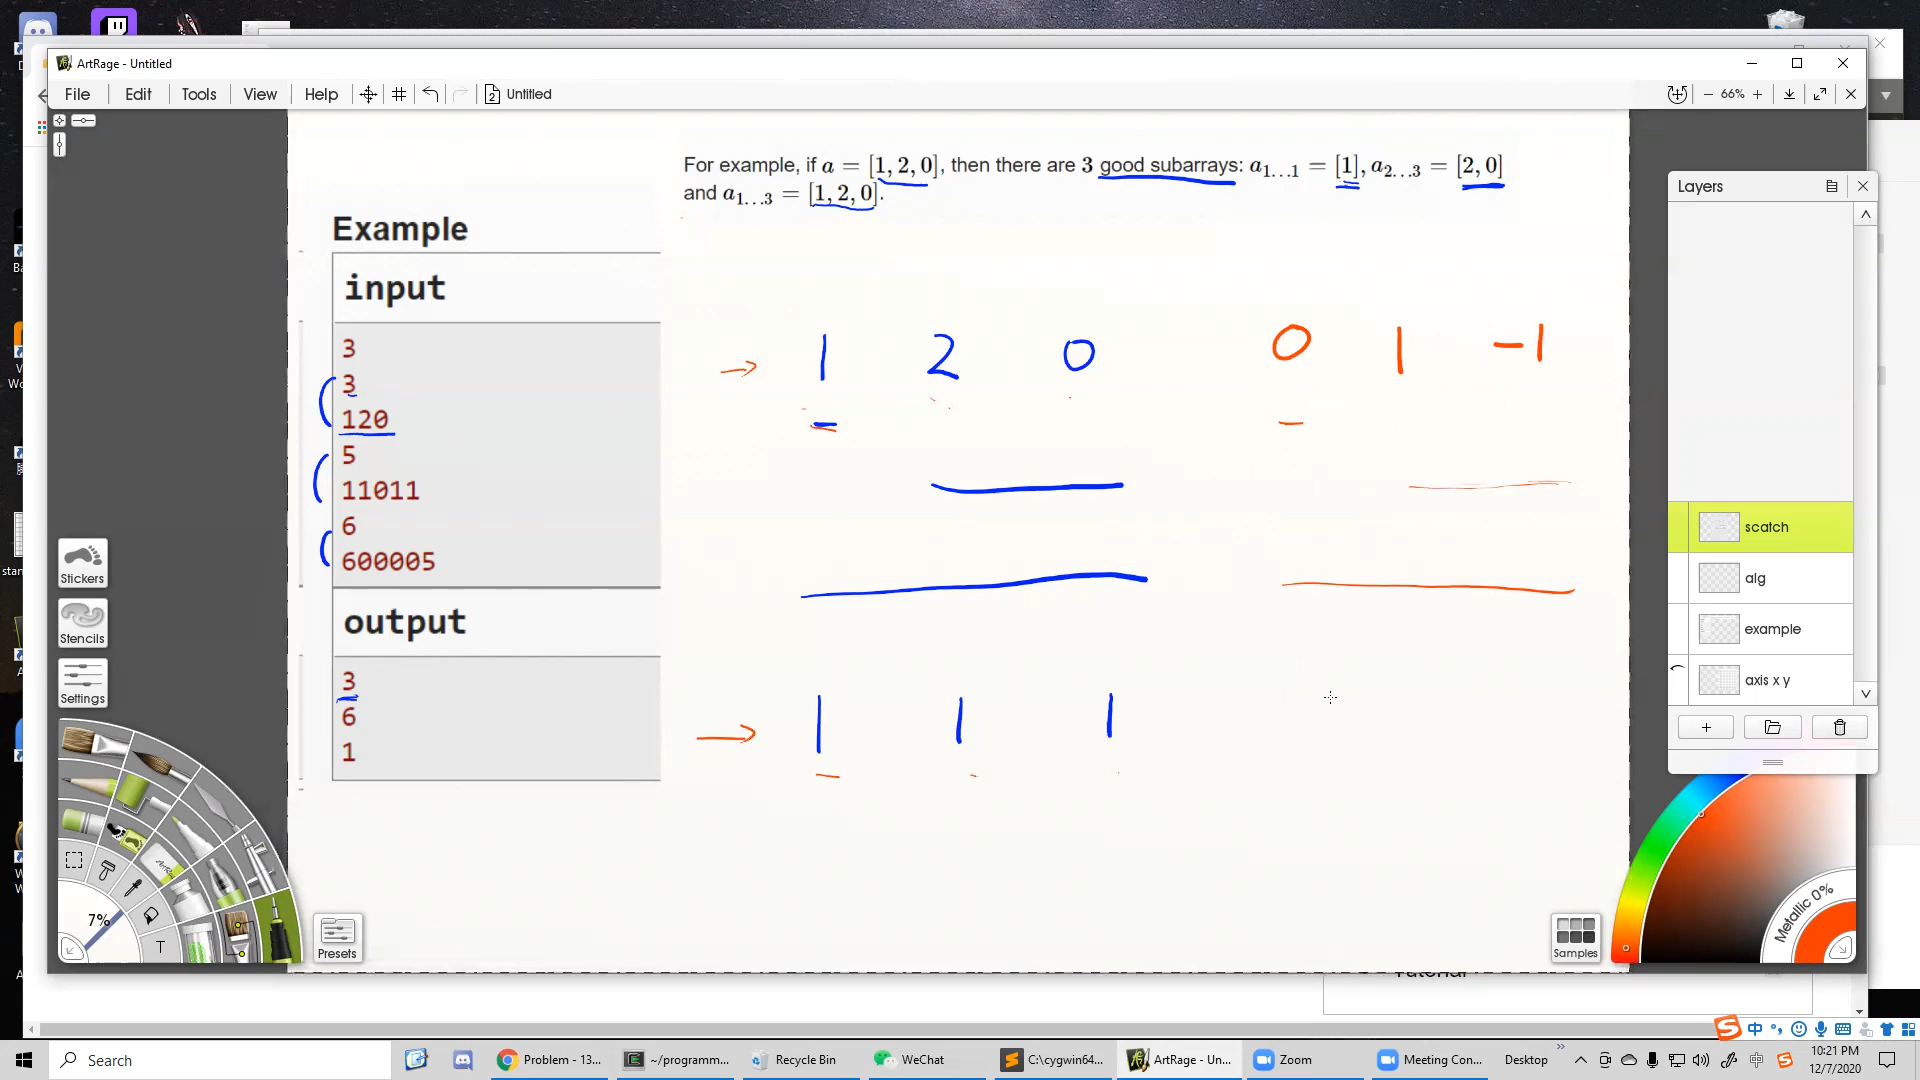 ArtRage - Untitled
File Edit Tools View Help Untitled 66%
For example, if a = [1, 2, 0], then there are 3 good subarrays: a1…1 = [1], a2…3 = [2, 0]
and a1…3 = [1, 2, 0].
Example
input
3
3
120
5
11011
6
600005
output
3
6
1
1 2 0 0 1 -1
→
1 1 1
→
Layers
scatch
alg
example
axis x y
Stickers
Stencils
Settings
7%
T
Presets
Samples
Metallic 0%
Search
Problem - 13...
~/programm...
Recycle Bin
WeChat
C:\cygwin64...
ArtRage - Un...
Zoom
Meeting Con...
Desktop
中
10:21 PM
12/7/2020